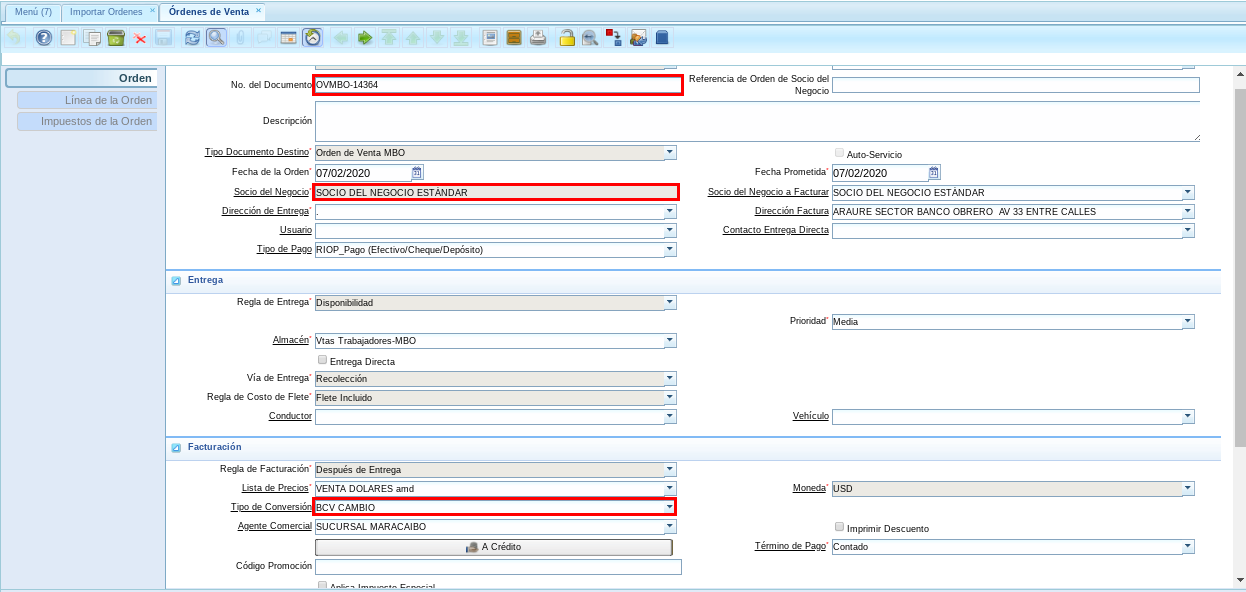 Menú (7) Importar Ordenes × Órdenes de Venta ×
Orden
Línea de la Orden
Impuestos de la Orden
No. del Documento OVMBO-14364 Referencia de Orden de Socio del Negocio
Descripción
Tipo Documento Destino* Orden de Venta MBO Auto-Servicio
Fecha de la Orden* 07/02/2020 Fecha Prometida* 07/02/2020
Socio del Negocio* SOCIO DEL NEGOCIO ESTÁNDAR Socio del Negocio a Facturar SOCIO DEL NEGOCIO ESTÁNDAR
Dirección de Entrega* . Dirección Factura ARAURE SECTOR BANCO OBRERO AV 33 ENTRE CALLES
Usuario Contacto Entrega Directa
Tipo de Pago RIOP_Pago (Efectivo/Cheque/Depósito)
Entrega
Regla de Entrega* Disponibilidad
Prioridad* Media
Almacén* Vtas Trabajadores-MBO
Entrega Directa
Vía de Entrega* Recolección
Regla de Costo de Flete* Flete Incluido
Conductor Vehículo
Facturación
Regla de Facturación* Después de Entrega
Lista de Precios* VENTA DOLARES amd Moneda* USD
Tipo de Conversión BCV CAMBIO
Agente Comercial SUCURSAL MARACAIBO Imprimir Descuento
A Crédito Término de Pago* Contado
Código Promoción
Aplica Impuesto Especial